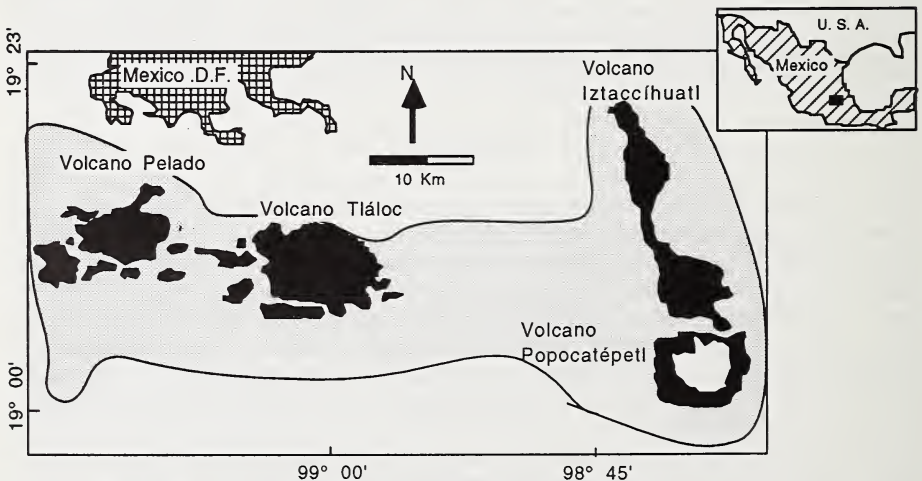 U. S. A.
Mexico
19° 23'
Mexico .D.F.
N
Volcano
Iztaccíhuatl
10 Km
Volcano Pelado
Volcano Tláloc
Volcano
Popocatépetl
19° 00'
99° 00'
98° 45'